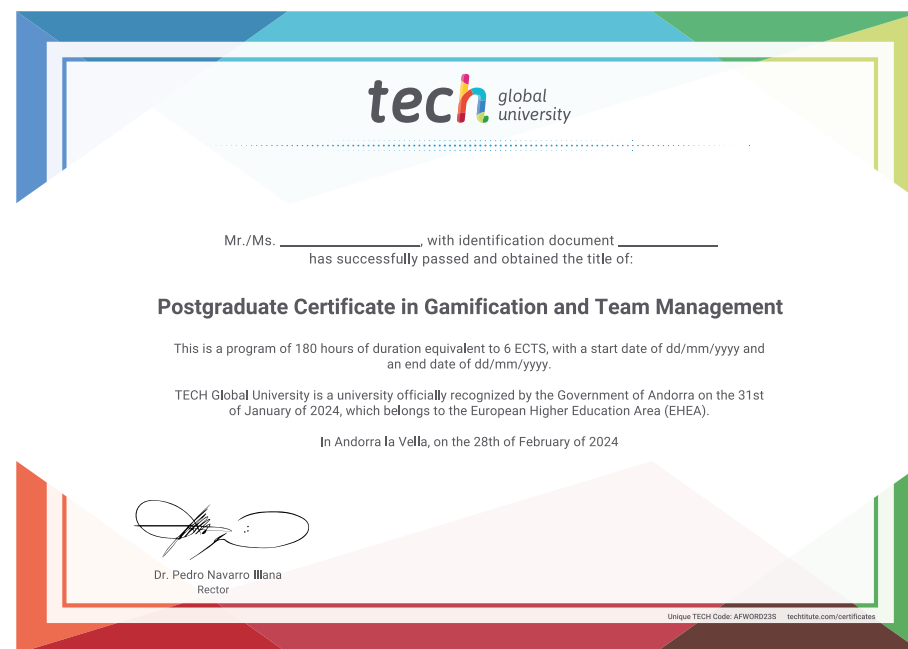 tech global university
Mr./Ms. ____________________, with identification document ______________
has successfully passed and obtained the title of:
Postgraduate Certificate in Gamification and Team Management
This is a program of 180 hours of duration equivalent to 6 ECTS, with a start date of dd/mm/yyyy and
an end date of dd/mm/yyyy.
TECH Global University is a university officially recognized by the Government of Andorra on the 31st
of January of 2024, which belongs to the European Higher Education Area (EHEA).
In Andorra la Vella, on the 28th of February of 2024
Dr. Pedro Navarro Illana
Rector
Unique TECH Code: AFWORD23S techtitute.com/certificates